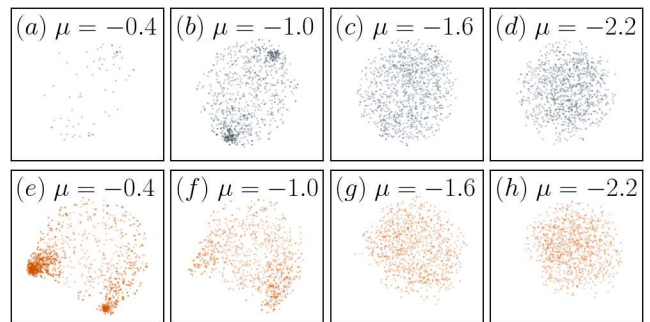 (a) μ = −0.4
(b) μ = −1.0
(c) μ = −1.6
(d) μ = −2.2
(e) μ = −0.4
(f) μ = −1.0
(g) μ = −1.6
(h) μ = −2.2